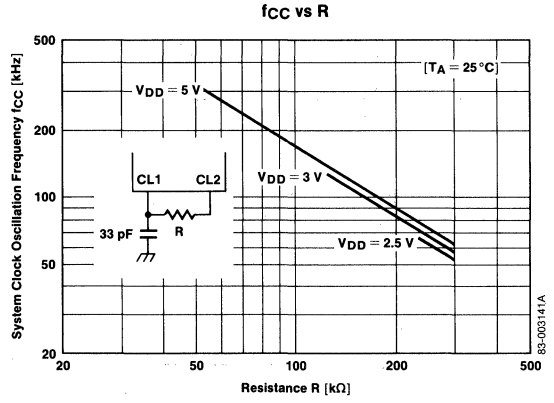 fCC vs R
System Clock Oscillation Frequency fCC [kHz]
500
200
100
50
20
[TA = 25°C]
VDD = 5 V
VDD = 3 V
VDD = 2.5 V
CL1 CL2
33 pF
R
20 50 100 200 500
Resistance R [kΩ]
83-003141A